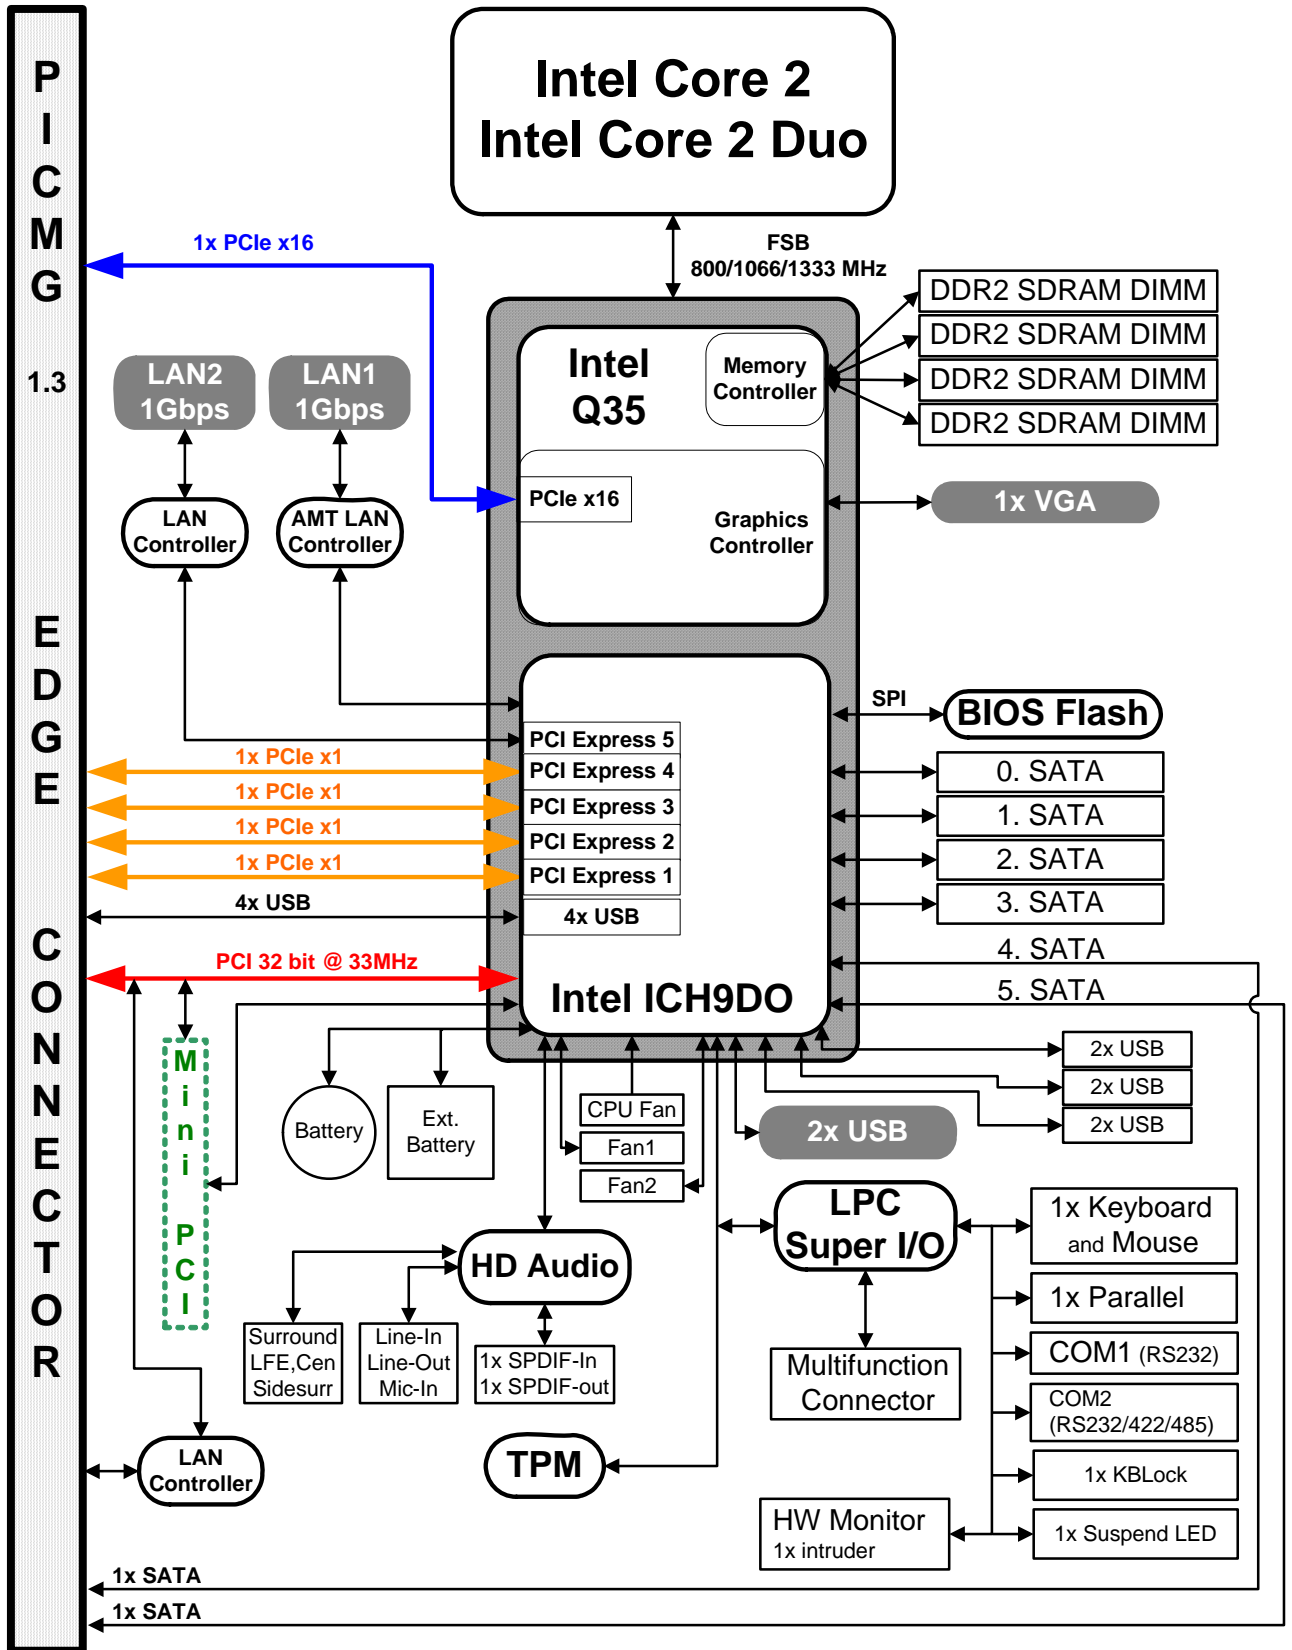 PICMG
1.3
EDGE
CONNECTOR
Intel Core 2
Intel Core 2 Duo
1x PCIe x16
FSB
800/1066/1333 MHz
DDR2 SDRAM DIMM
DDR2 SDRAM DIMM
DDR2 SDRAM DIMM
DDR2 SDRAM DIMM
Intel
Q35
Memory
Controller
LAN2
1Gbps
LAN1
1Gbps
PCIe x16
1x VGA
Graphics
Controller
LAN
Controller
AMT LAN
Controller
SPI
BIOS Flash
PCI Express 5
1x PCIe x1
PCI Express 4
0. SATA
1x PCIe x1
PCI Express 3
1. SATA
1x PCIe x1
PCI Express 2
2. SATA
1x PCIe x1
PCI Express 1
3. SATA
4x USB
4x USB
4. SATA
PCI 32 bit @ 33MHz
5. SATA
Intel ICH9DO
Mini PCI
2x USB
2x USB
2x USB
Battery
Ext.
Battery
CPU Fan
Fan1
Fan2
2x USB
LPC
Super I/O
1x Keyboard
and Mouse
HD Audio
1x Parallel
Surround
LFE,Cen
Sidesurr
Line-In
Line-Out
Mic-In
1x SPDIF-In
1x SPDIF-out
Multifunction
Connector
COM1 (RS232)
COM2
(RS232/422/485)
LAN
Controller
TPM
1x KBLock
HW Monitor
1x intruder
1x Suspend LED
1x SATA
1x SATA